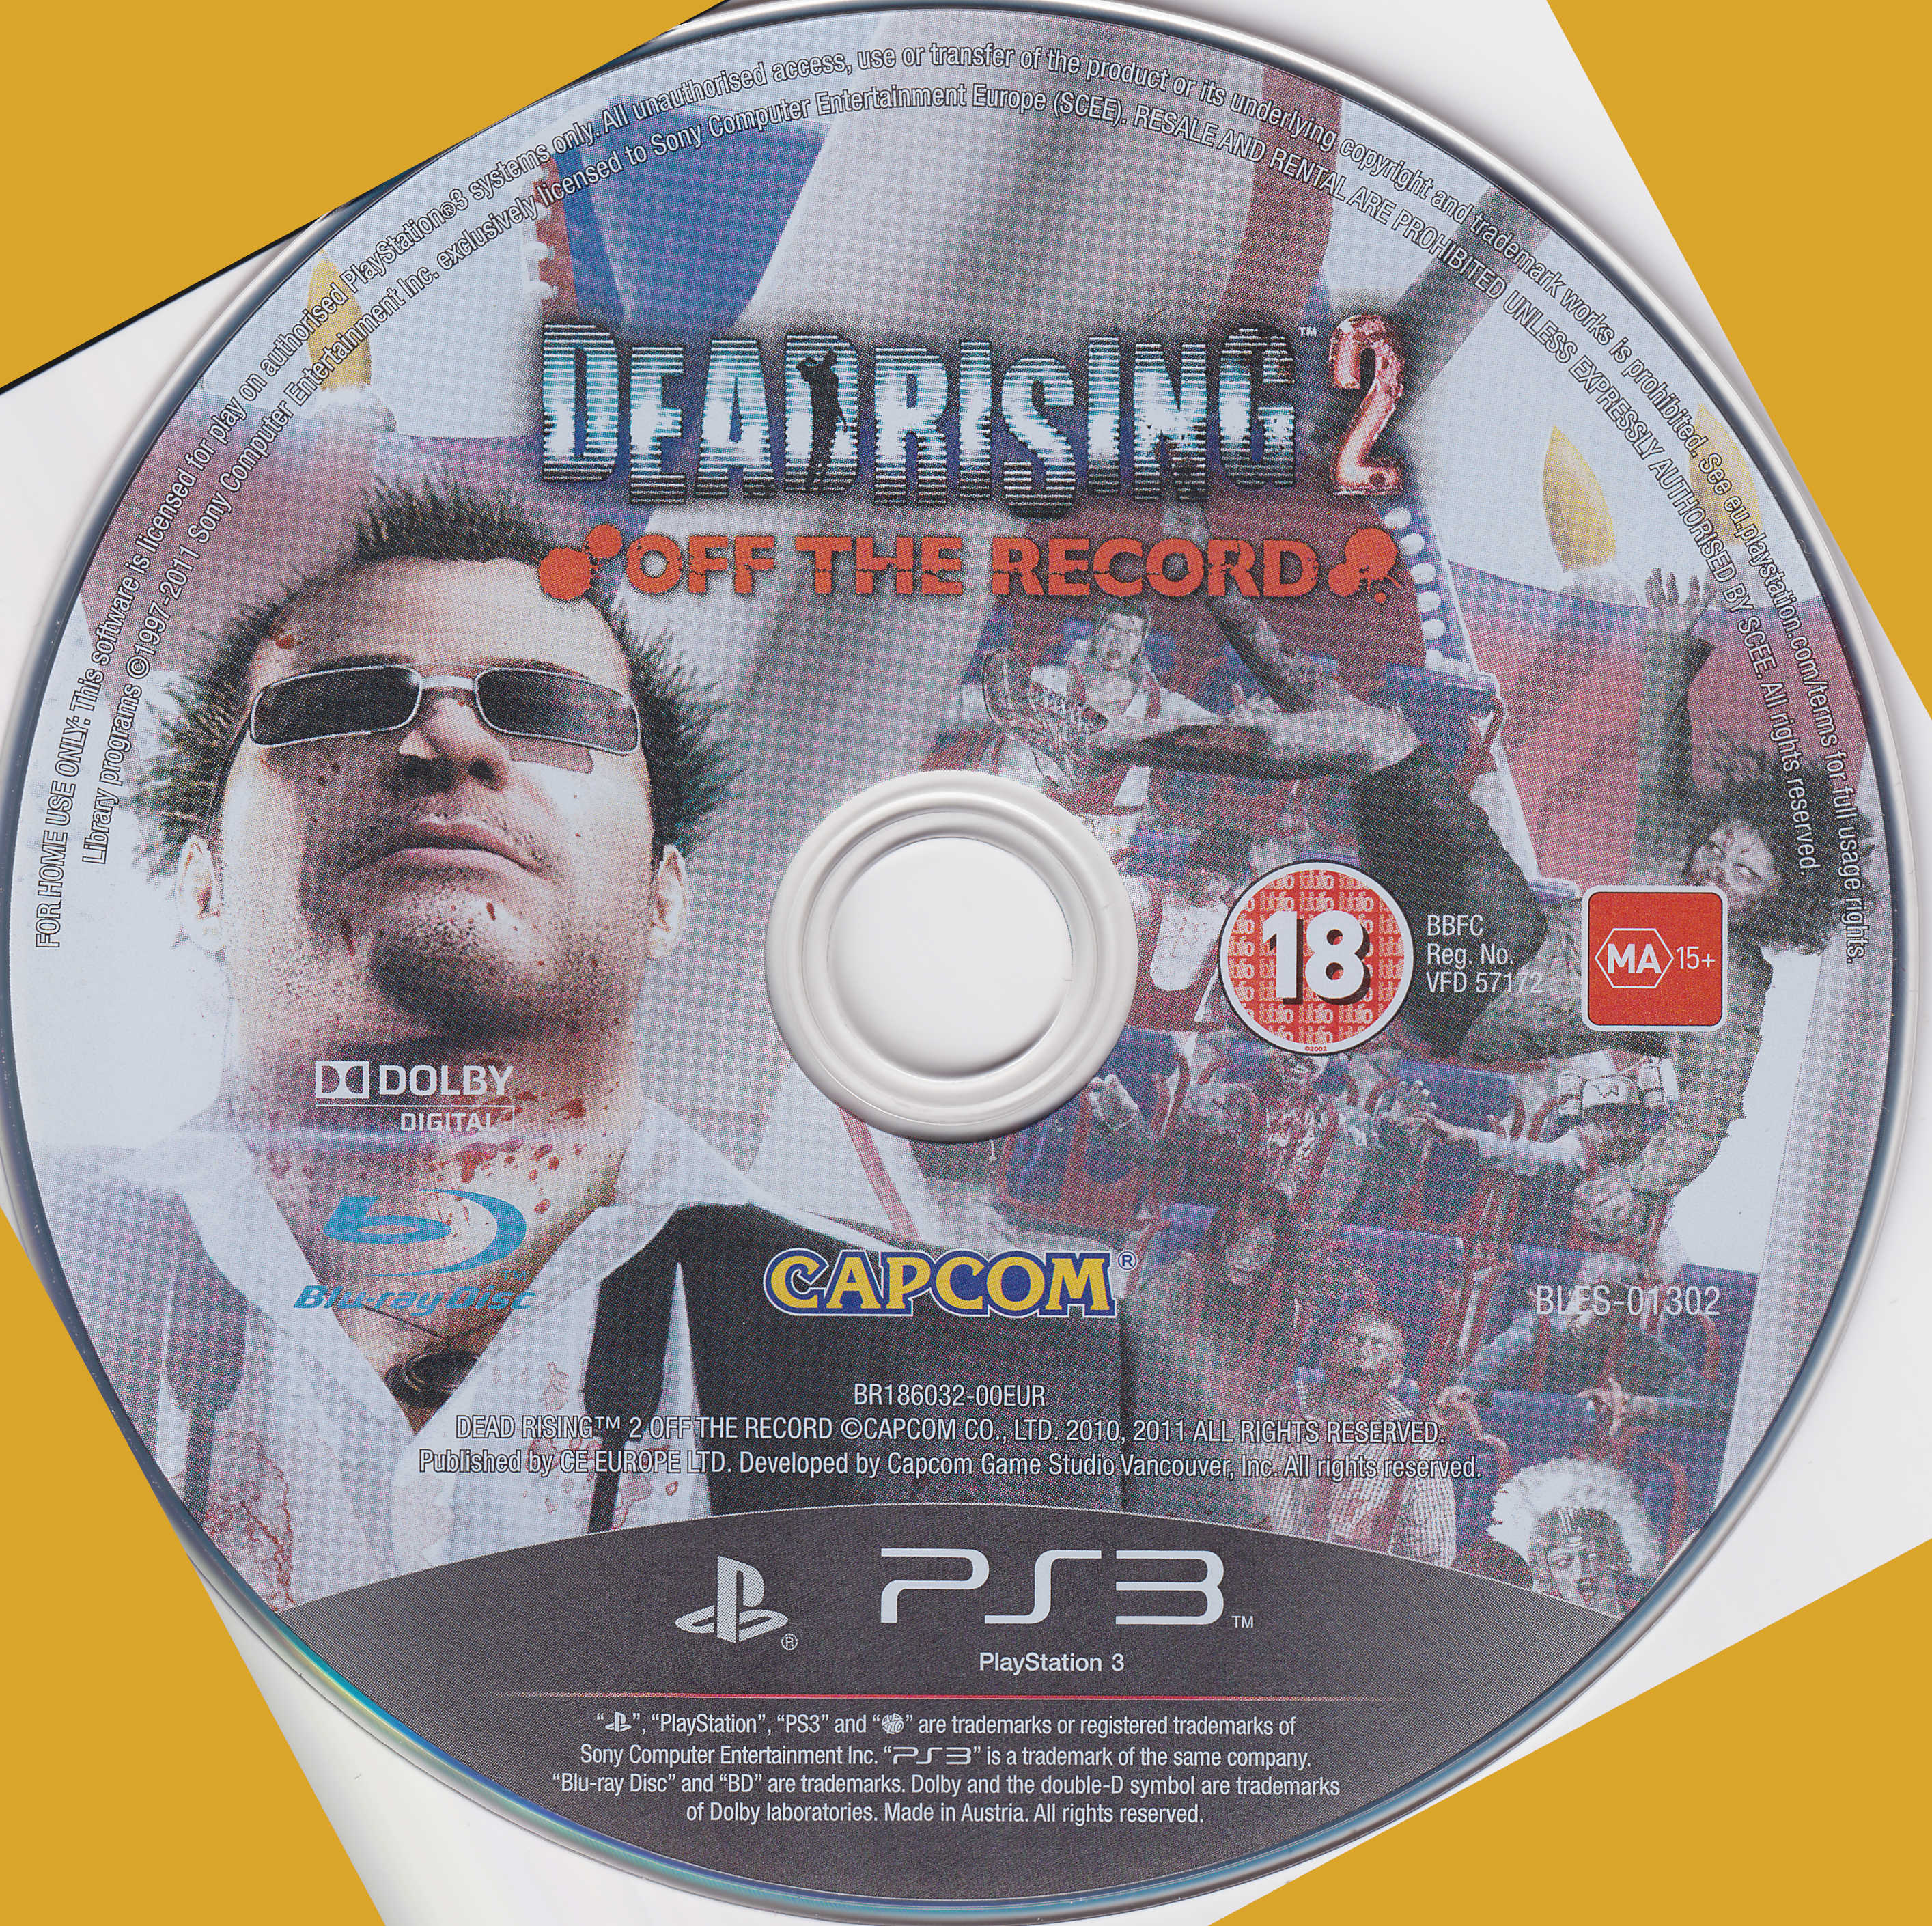 FOR HOME USE ONLY: This software is licensed for play on authorised PlayStation®3 systems only. All unauthorised access, use or transfer of the product or its underlying copyright and trademark works is prohibited. See eu.playstation.com/terms for full usage rights.
Library programs ©1997-2011 Sony Computer Entertainment Inc. exclusively licensed to Sony Computer Entertainment Europe (SCEE). RESALE AND RENTAL ARE PROHIBITED UNLESS EXPRESSLY AUTHORISED BY SCEE. All rights reserved.
DEADRISING™ 2
OFF THE RECORD
18
©2002
BBFC
Reg. No.
VFD 57172
MA 15+
DOLBY
DIGITAL
Blu-ray Disc™
CAPCOM®
BLES-01302
BR186032-00EUR
DEAD RISING™ 2 OFF THE RECORD ©CAPCOM CO., LTD. 2010, 2011 ALL RIGHTS RESERVED.
Published by CE EUROPE LTD. Developed by Capcom Game Studio Vancouver, Inc. All rights reserved.
® PS3™
PlayStation 3
“ ”, “PlayStation”, “PS3” and “ ” are trademarks or registered trademarks of
Sony Computer Entertainment Inc. “PS3” is a trademark of the same company.
“Blu-ray Disc” and “BD” are trademarks. Dolby and the double-D symbol are trademarks
of Dolby laboratories. Made in Austria. All rights reserved.